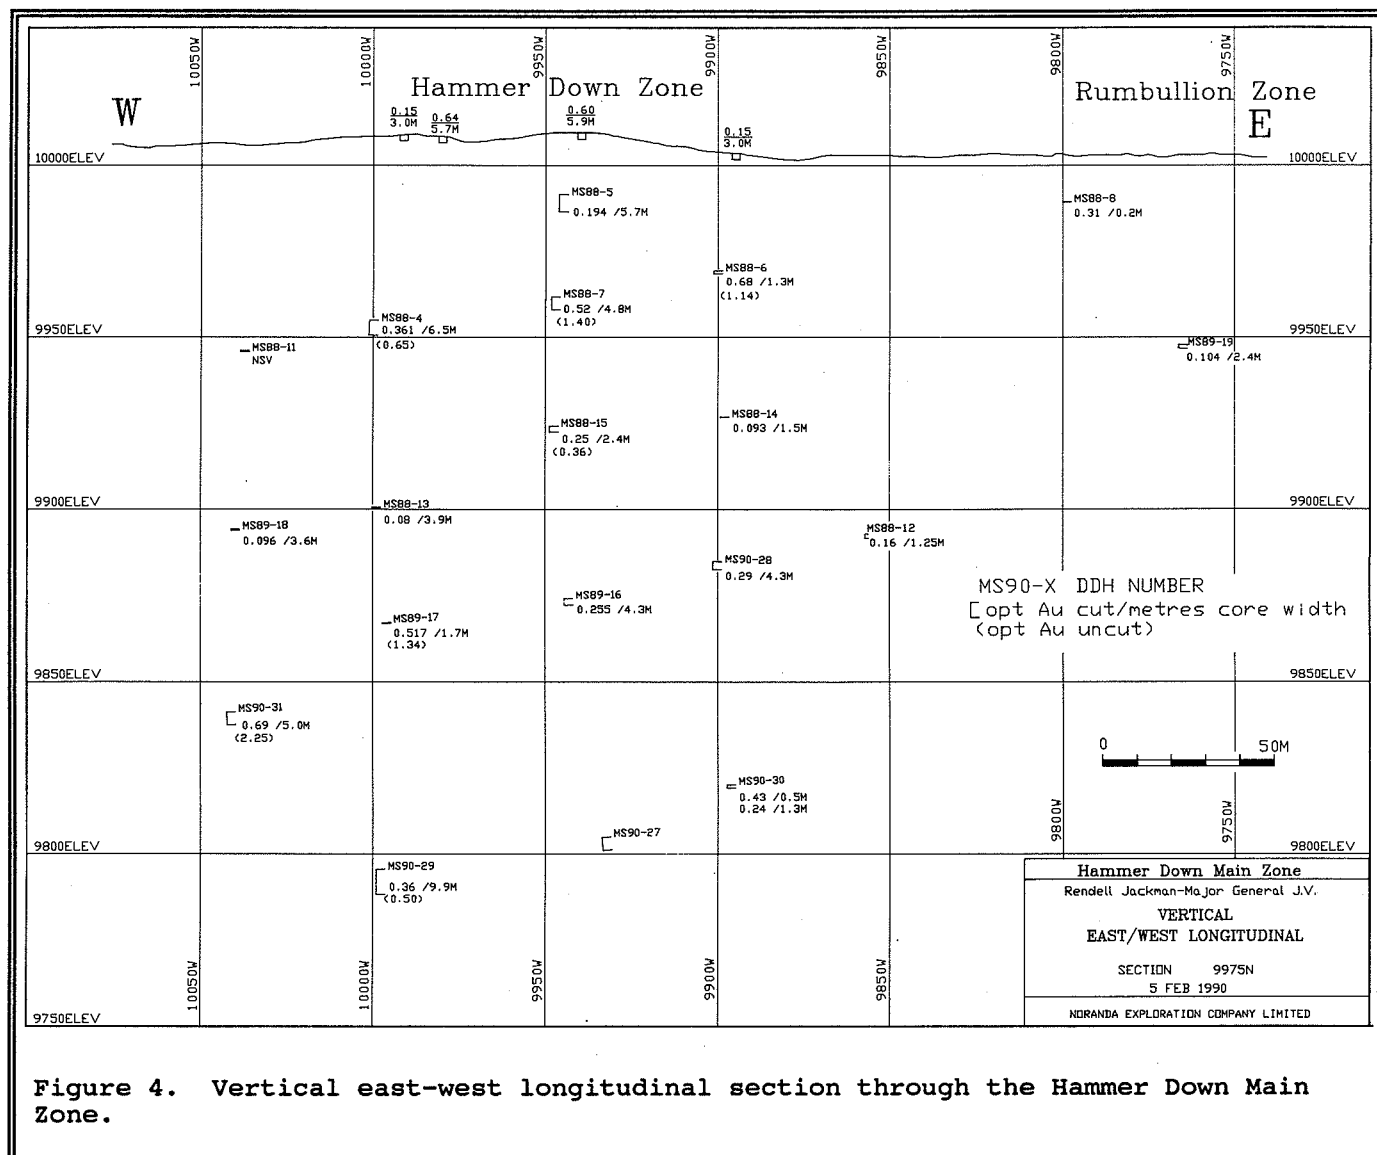 10050W
10000W
9950W
9900W
9850W
9800W
9750W
Hammer Down Zone
Rumbullion Zone
W
E
0.15
3.0M
0.64
5.7M
0.60
5.9M
0.15
3.0M
10000ELEV
10000ELEV
MS88-5
0.194 /5.7M
MS88-8
0.31 /0.2M
MS88-6
0.68 /1.3M
(1.14)
MS88-7
0.52 /4.8M
(1.40)
MS88-4
0.361 /6.5M
(0.65)
9950ELEV
9950ELEV
MS88-11
NSV
MS89-19
0.104 /2.4M
MS88-14
0.093 /1.5M
MS88-15
0.25 /2.4M
(0.36)
9900ELEV
9900ELEV
MS88-13
0.08 /3.9M
MS89-18
0.096 /3.6M
MS88-12
0.16 /1.25M
MS90-28
0.29 /4.3M
MS89-16
0.255 /4.3M
MS89-17
0.517 /1.7M
(1.34)
MS90-X DDH NUMBER
opt Au cut/metres core width
(opt Au uncut)
9850ELEV
9850ELEV
MS90-31
0.69 /5.0M
(2.25)
0 50M
MS90-30
0.43 /0.5M
0.24 /1.3M
MS90-27
9800W
9750W
9800ELEV
9800ELEV
MS90-29
0.36 /9.9M
(0.50)
10050W
10000W
9950W
9900W
9850W
9750ELEV
Hammer Down Main Zone
Rendell Jackman-Major General J.V.
VERTICAL
EAST/WEST LONGITUDINAL
SECTION 9975N
5 FEB 1990
NORANDA EXPLORATION COMPANY LIMITED
Figure 4. Vertical east-west longitudinal section through the Hammer Down Main
Zone.